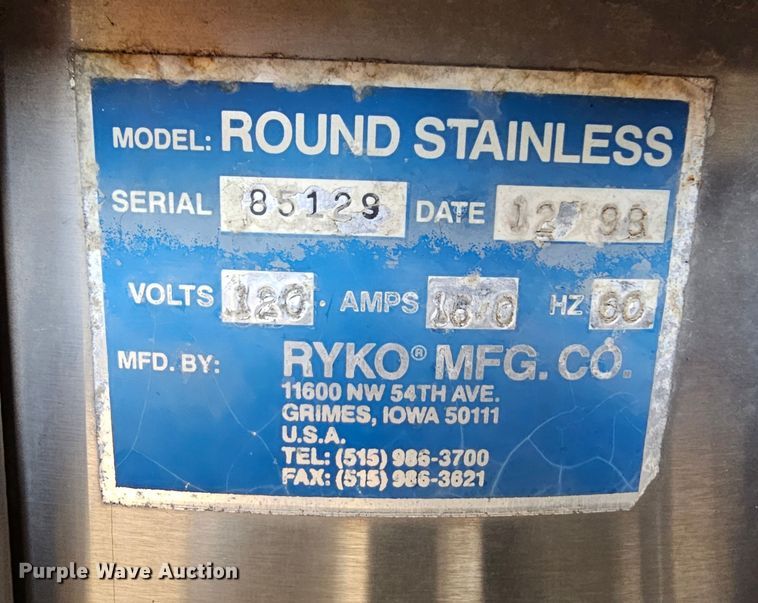 MODEL: ROUND STAINLESS
SERIAL 85129 DATE
VOLTS 120 AMPS HZ 60
MFD. BY: RYKO® MFG. CO.
11600 NW 54TH AVE.
GRIMES, IOWA 50111
U.S.A.
TEL: (515) 986-3700
FAX: (515) 986-3621
Purple Wave Auction